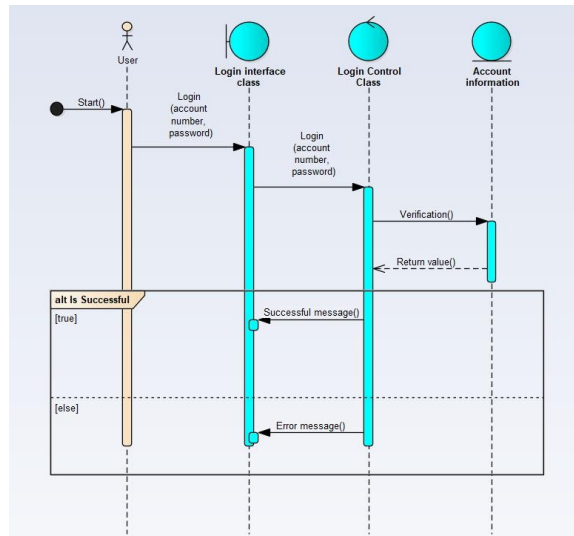 User
Login interface
class
Login Control
Class
Account
information
Start()
Login
(account
number,
password)
Login
(account
number,
password)
Verification()
Return value()
alt Is Successful
[true]
Successful message()
[else]
Error message()